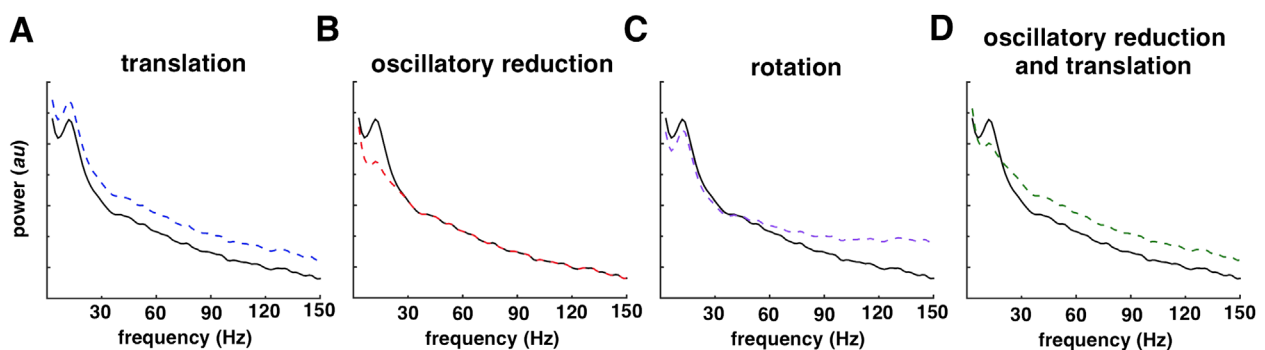 A
translation
power (au)
30 60 90 120 150
frequency (Hz)
B
oscillatory reduction
30 60 90 120 150
frequency (Hz)
C
rotation
30 60 90 120 150
frequency (Hz)
D
oscillatory reduction
and translation
30 60 90 120 150
frequency (Hz)